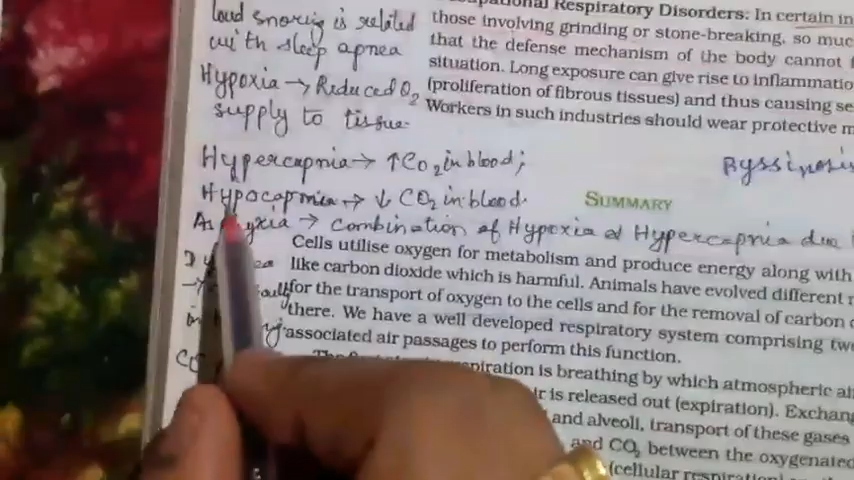 loud snoring is related
with sleep apnea
Hypoxia → Reduced O₂
supply to tissue
Hypercapnia → ↑CO₂ in blood;
Hypocapnia → ↓ CO₂ in blood.
→ Combination of Hypoxia & Hypercapnia due
Respiratory Disorders: In certain in
those involving grinding or stone-breaking, so muc
that the defense mechanism of the body cannot f
situation. Long exposure can give rise to inflammatio
(proliferation of fibrous tissues) and thus causing se
Workers in such industries should wear protective m
Byssinosis
SUMMARY
Cells utilise oxygen for metabolism and produce energy along with
like carbon dioxide which is harmful. Animals have evolved different
for the transport of oxygen to the cells and for the removal of carbon
there. We have a well developed respiratory system comprising tw
associated air passages to perform this function.
is breathing by which atmospheric ai
is released out (expiration). Exchan
and alveoli, transport of these gases
and CO₂ between the oxygenated
(cellular